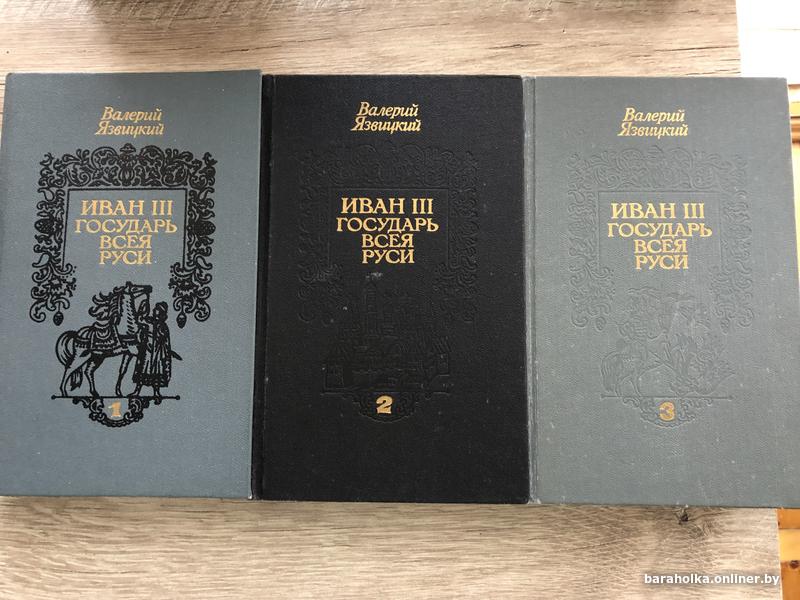 Валерий
Язвицкий
ИВАН III
ГОСУДАРЬ
ВСЕЯ
РУСИ
1
Валерий
Язвицкий
ИВАН III
ГОСУДАРЬ
ВСЕЯ
РУСИ
2
Валерий
Язвицкий
ИВАН III
ГОСУДАРЬ
ВСЕЯ
РУСИ
3
baraholka.onliner.by